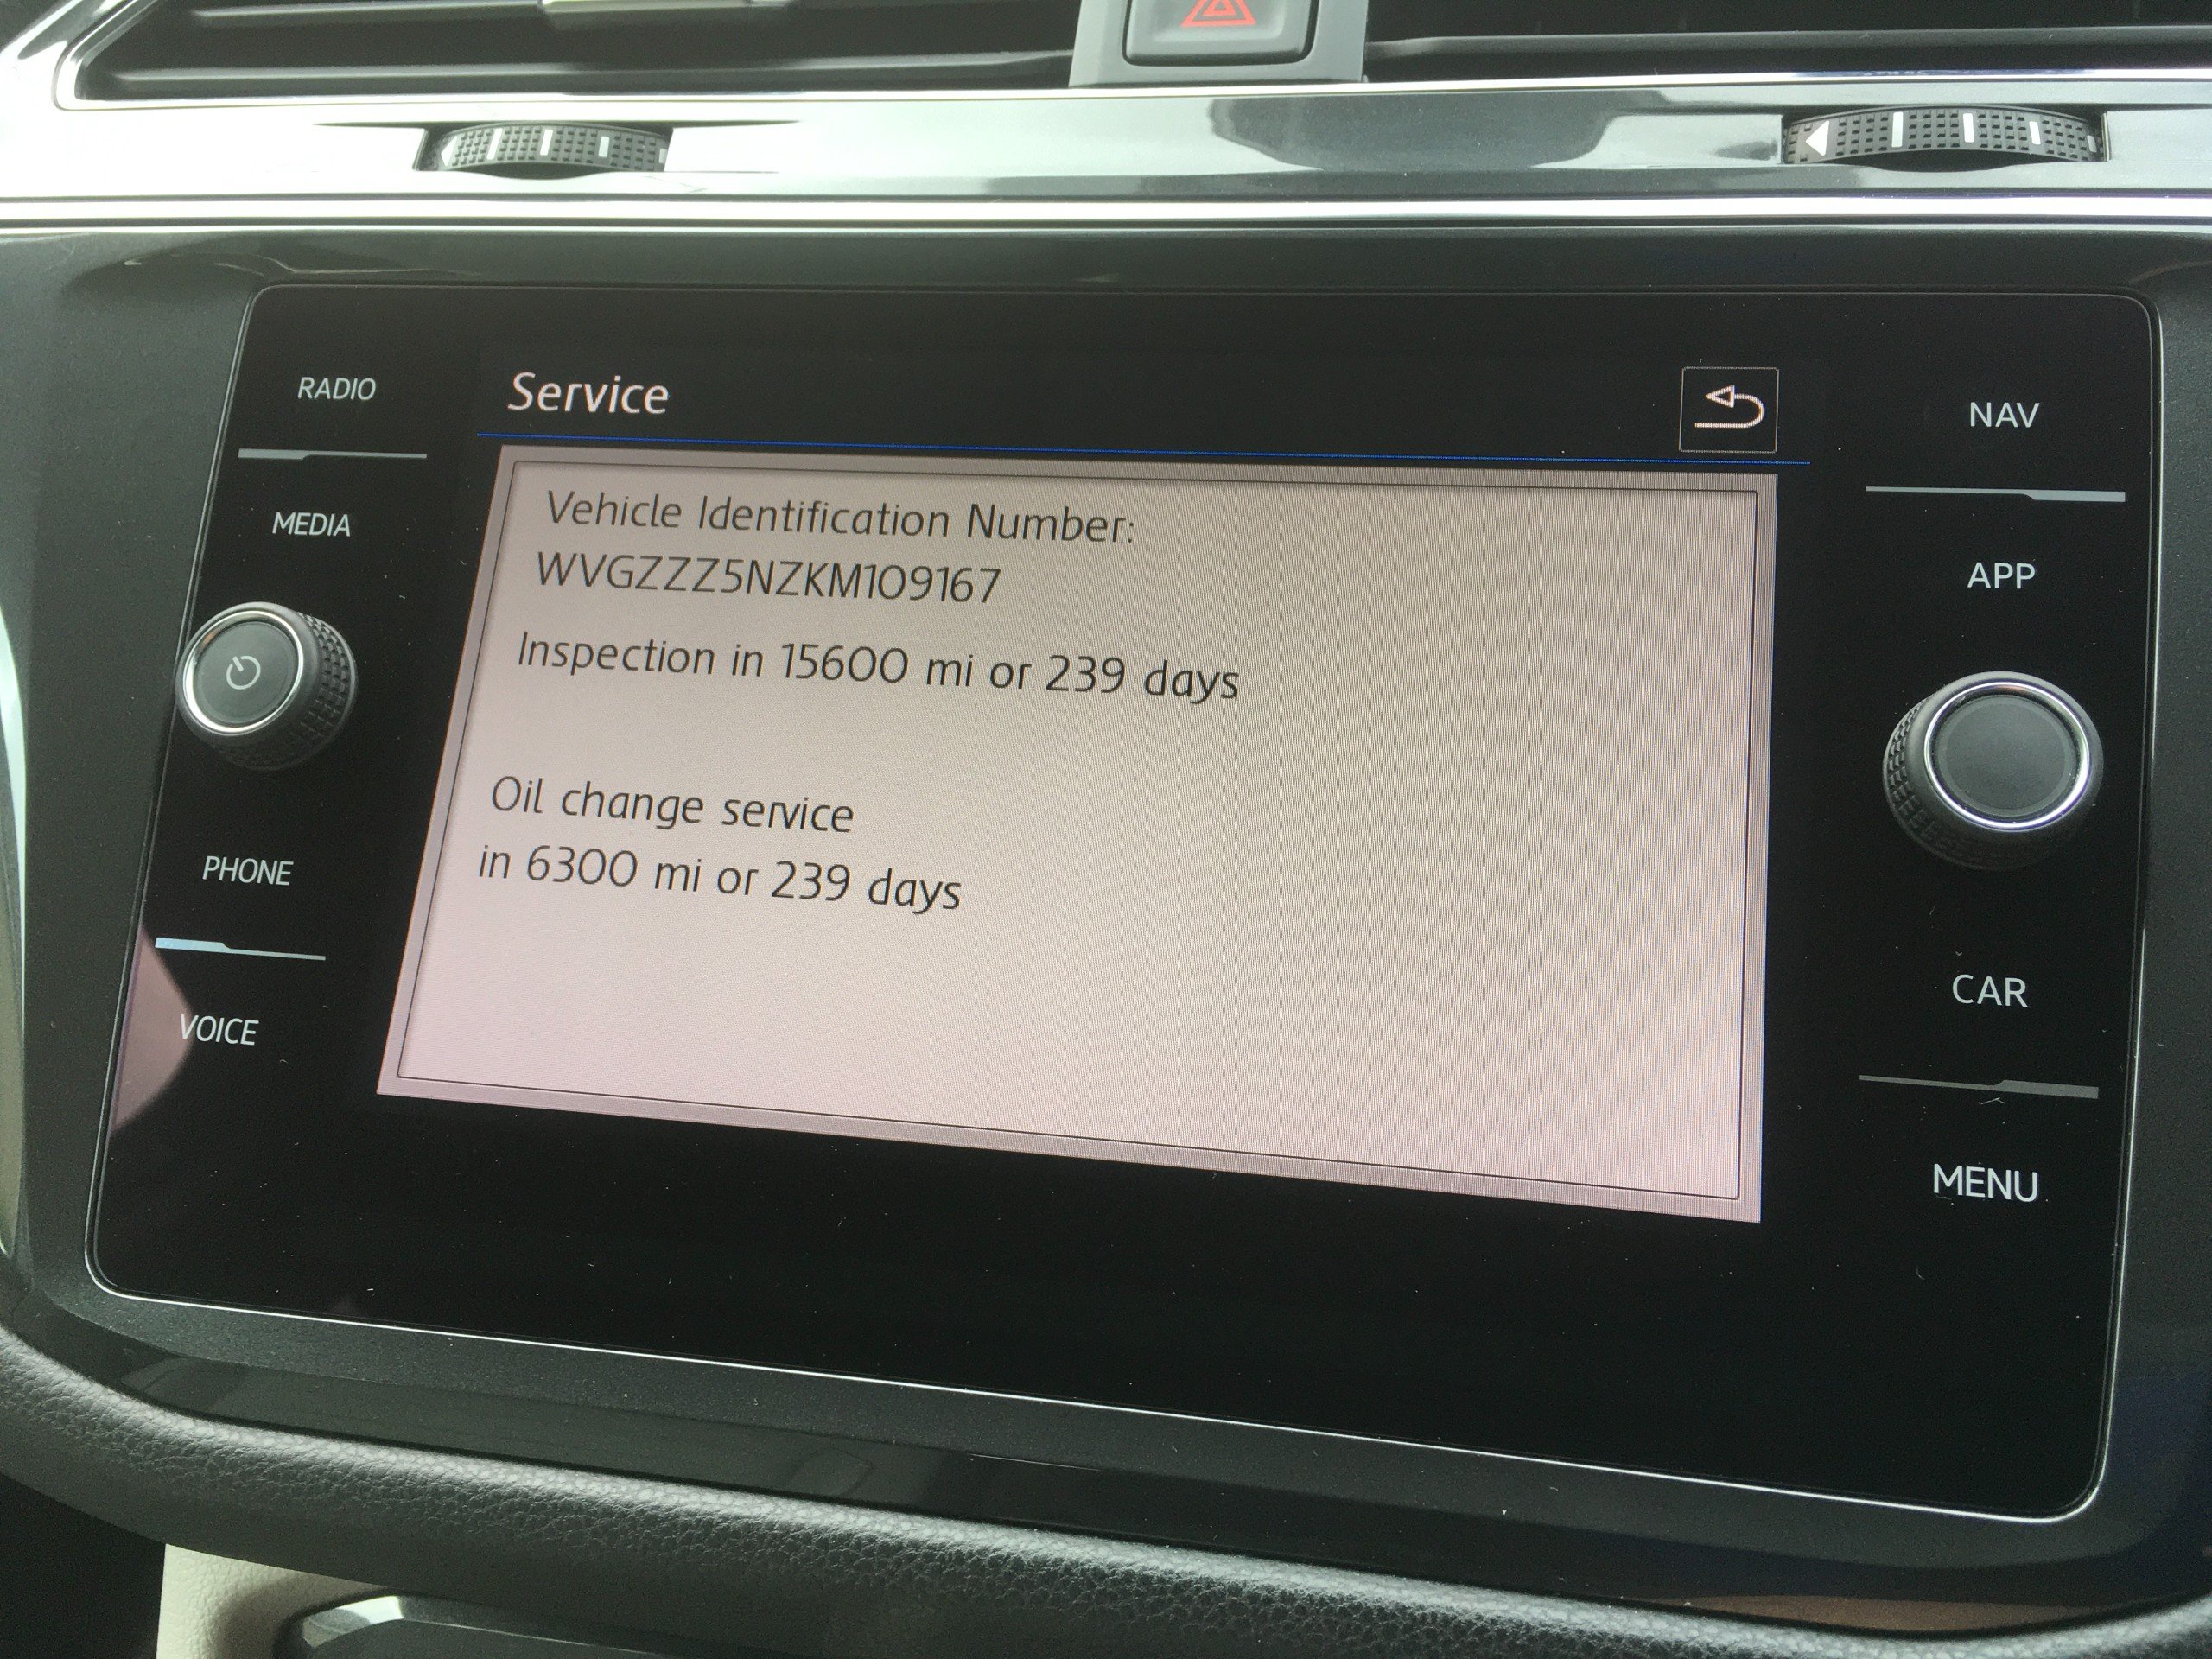 RADIO
MEDIA
PHONE
VOICE
Service
Vehicle Identification Number:
WVGZZZ5NZKM109167
Inspection in 15600 mi or 239 days
Oil change service
in 6300 mi or 239 days
NAV
APP
CAR
MENU